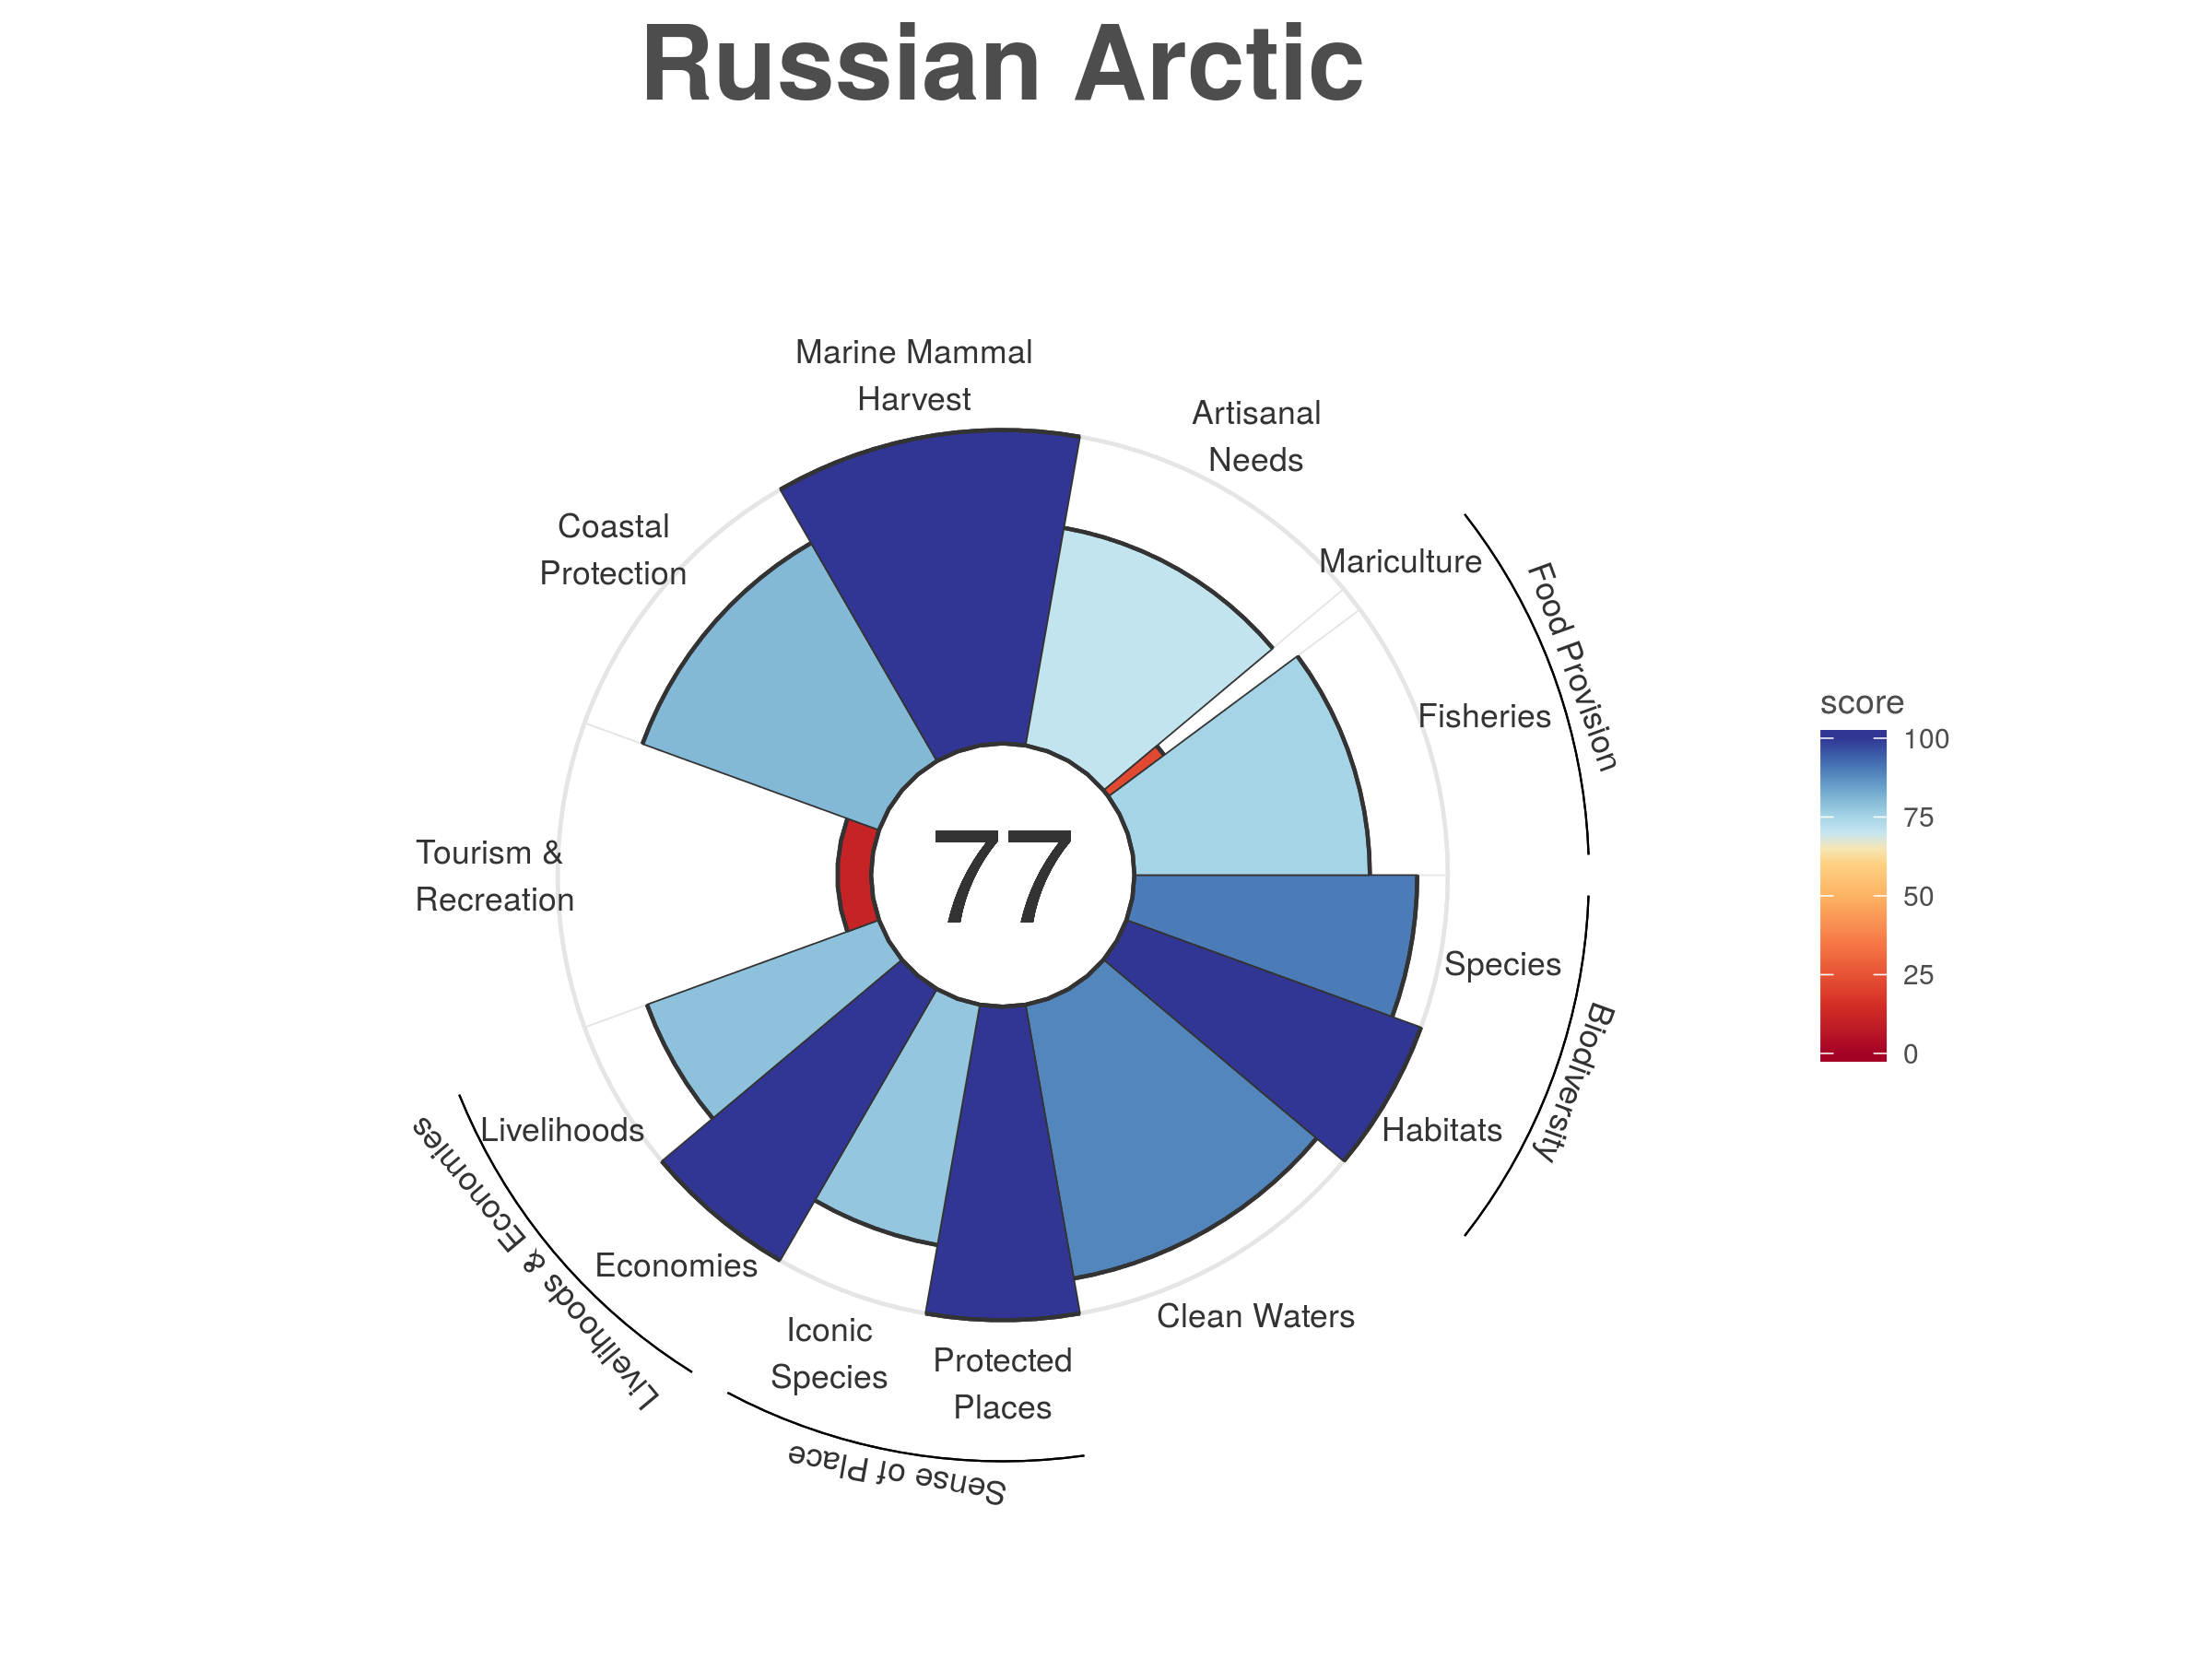 Russian Arctic
Marine Mammal
Harvest
Artisanal
Needs
Coastal
Protection
Mariculture
Food Provision
Fisheries
score
100
75
50
25
0
Tourism &
Recreation
77
Species
Biodiversity
Habitats
Livelihoods
Livelihoods & Economies
Economies
Iconic
Species
Protected
Places
Clean Waters
Sense of Place